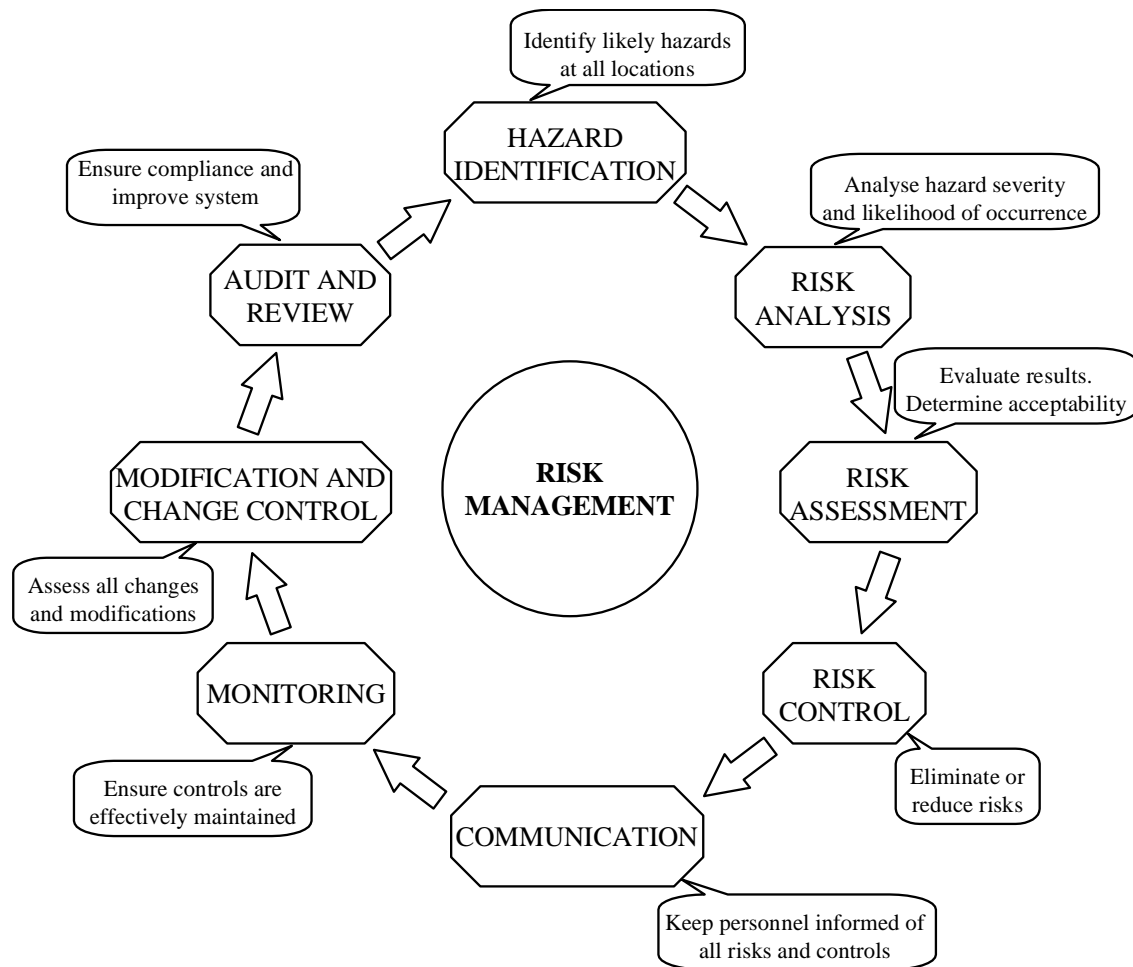 Identify likely hazards
at all locations
HAZARD
IDENTIFICATION
Analyse hazard severity
and likelihood of occurrence
RISK
ANALYSIS
Evaluate results.
Determine acceptability
RISK
ASSESSMENT
RISK
CONTROL
Eliminate or
reduce risks
COMMUNICATION
Keep personnel informed of
all risks and controls
MONITORING
Ensure controls are
effectively maintained
MODIFICATION AND
CHANGE CONTROL
Assess all changes
and modifications
AUDIT AND
REVIEW
Ensure compliance and
improve system
RISK
MANAGEMENT